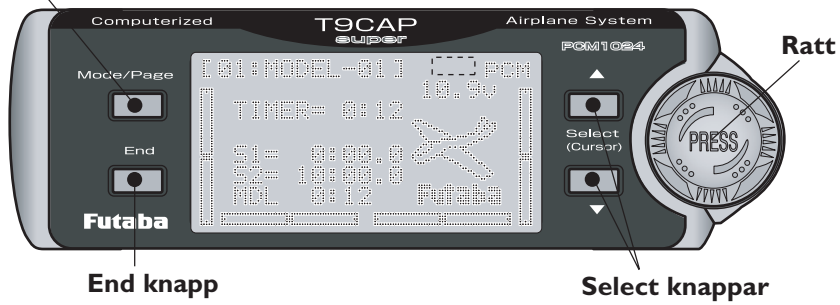 Computerized T9CAP Airplane System
super
PCM1024
Ratt
Mode/Page
[01:MODEL-01] PCM
10.9v
TIMER= 0:12
Select
(Cursor)
PRESS
End
S1= 0:00.0
S2= 10:00.0
MDL 0:12 Futaba
Futaba
End knapp
Select knappar